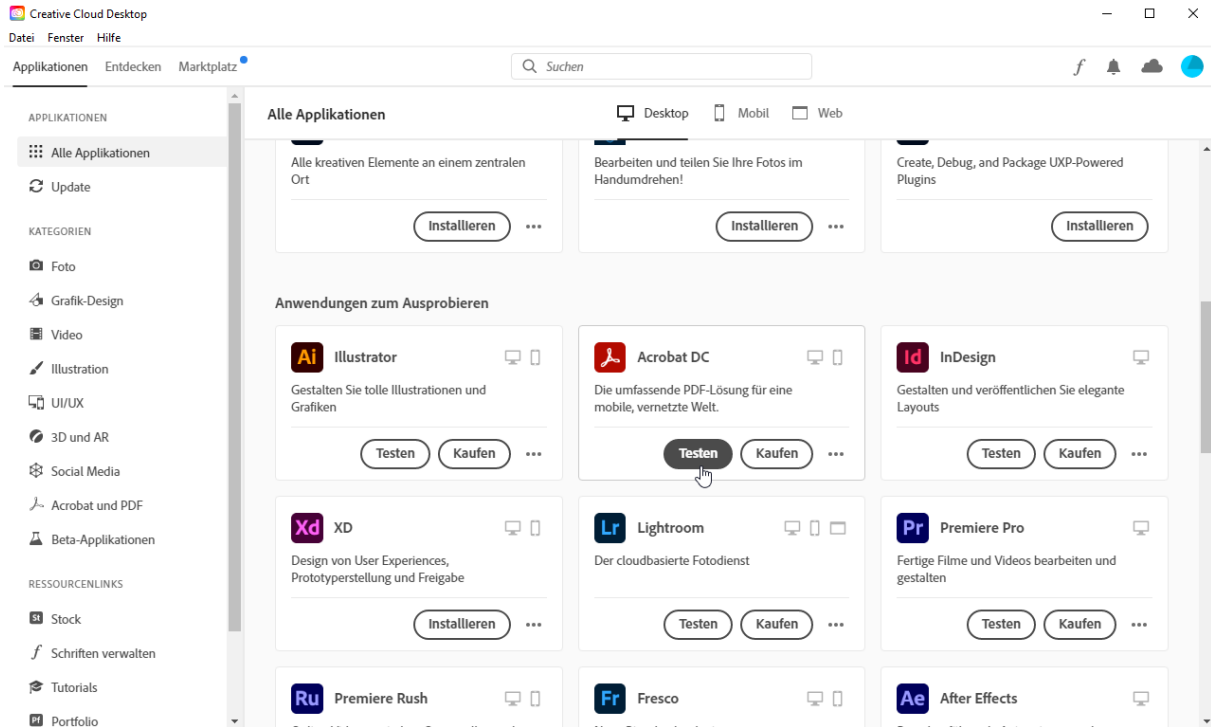 Creative Cloud Desktop
Datei Fenster Hilfe
Applikationen Entdecken Marktplatz
Suchen
APPLIKATIONEN
Alle Applikationen
Update
KATEGORIEN
Foto
Grafik-Design
Video
Illustration
UI/UX
3D und AR
Social Media
Acrobat und PDF
Beta-Applikationen
RESSOURCENLINKS
St Stock
Schriften verwalten
Tutorials
Pf Portfolio
Alle Applikationen
Desktop Mobil Web
Alle kreativen Elemente an einem zentralen
Ort
Installieren
Bearbeiten und teilen Sie Ihre Fotos im
Handumdrehen!
Installieren
Create, Debug, and Package UXP-Powered
Plugins
Installieren
Anwendungen zum Ausprobieren
Ai Illustrator
Gestalten Sie tolle Illustrationen und
Grafiken
Testen Kaufen
Acrobat DC
Die umfassende PDF-Lösung für eine
mobile, vernetzte Welt.
Testen Kaufen
Id InDesign
Gestalten und veröffentlichen Sie elegante
Layouts
Testen Kaufen
Xd XD
Design von User Experiences,
Prototyperstellung und Freigabe
Installieren
Lr Lightroom
Der cloudbasierte Fotodienst
Testen Kaufen
Pr Premiere Pro
Fertige Filme und Videos bearbeiten und
gestalten
Testen Kaufen
Ru Premiere Rush
Fr Fresco
Ae After Effects